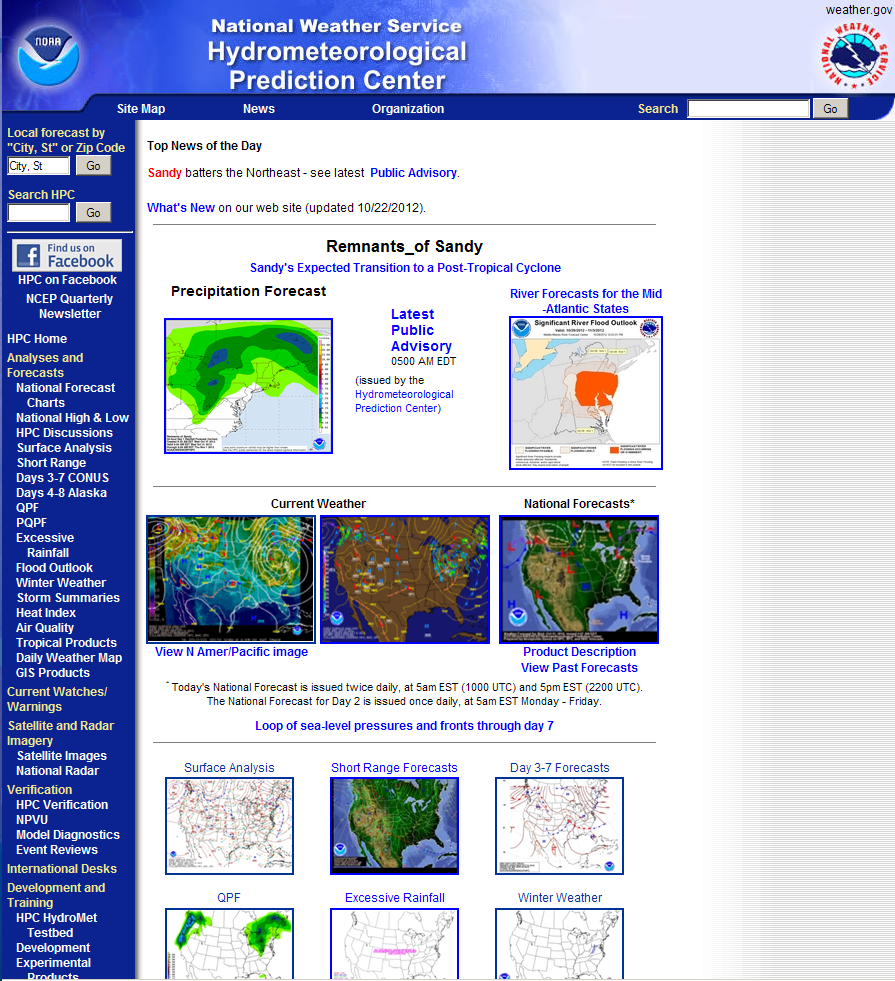 weather.gov
NOAA
National Weather Service
Hydrometeorological
Prediction Center
NATIONAL WEATHER SERVICE
Site Map
News
Organization
Search
Go
Local forecast by
"City, St" or Zip Code
City, St
Go
Search HPC
Go
Find us on
Facebook
HPC on Facebook
NCEP Quarterly
Newsletter
HPC Home
Analyses and
Forecasts
National Forecast
Charts
National High & Low
HPC Discussions
Surface Analysis
Short Range
Days 3-7 CONUS
Days 4-8 Alaska
QPF
PQPF
Excessive
Rainfall
Flood Outlook
Winter Weather
Storm Summaries
Heat Index
Air Quality
Tropical Products
Daily Weather Map
GIS Products
Current Watches/
Warnings
Satellite and Radar
Imagery
Satellite Images
National Radar
Verification
HPC Verification
NPVU
Model Diagnostics
Event Reviews
International Desks
Development and
Training
HPC HydroMet
Testbed
Development
Experimental
Products
Top News of the Day
Sandy batters the Northeast - see latest Public Advisory.
What's New on our web site (updated 10/22/2012).
Remnants_of Sandy
Sandy's Expected Transition to a Post-Tropical Cyclone
Precipitation Forecast
Latest
Public
Advisory
0500 AM EDT
(issued by the
Hydrometeorological
Prediction Center)
River Forecasts for the Mid
-Atlantic States
Significant River Flood Outlook
Current Weather
National Forecasts*
View N Amer/Pacific image
Product Description
View Past Forecasts
* Today's National Forecast is issued twice daily, at 5am EST (1000 UTC) and 5pm EST (2200 UTC).
The National Forecast for Day 2 is issued once daily, at 5am EST Monday - Friday.
Loop of sea-level pressures and fronts through day 7
Surface Analysis
Short Range Forecasts
Day 3-7 Forecasts
QPF
Excessive Rainfall
Winter Weather